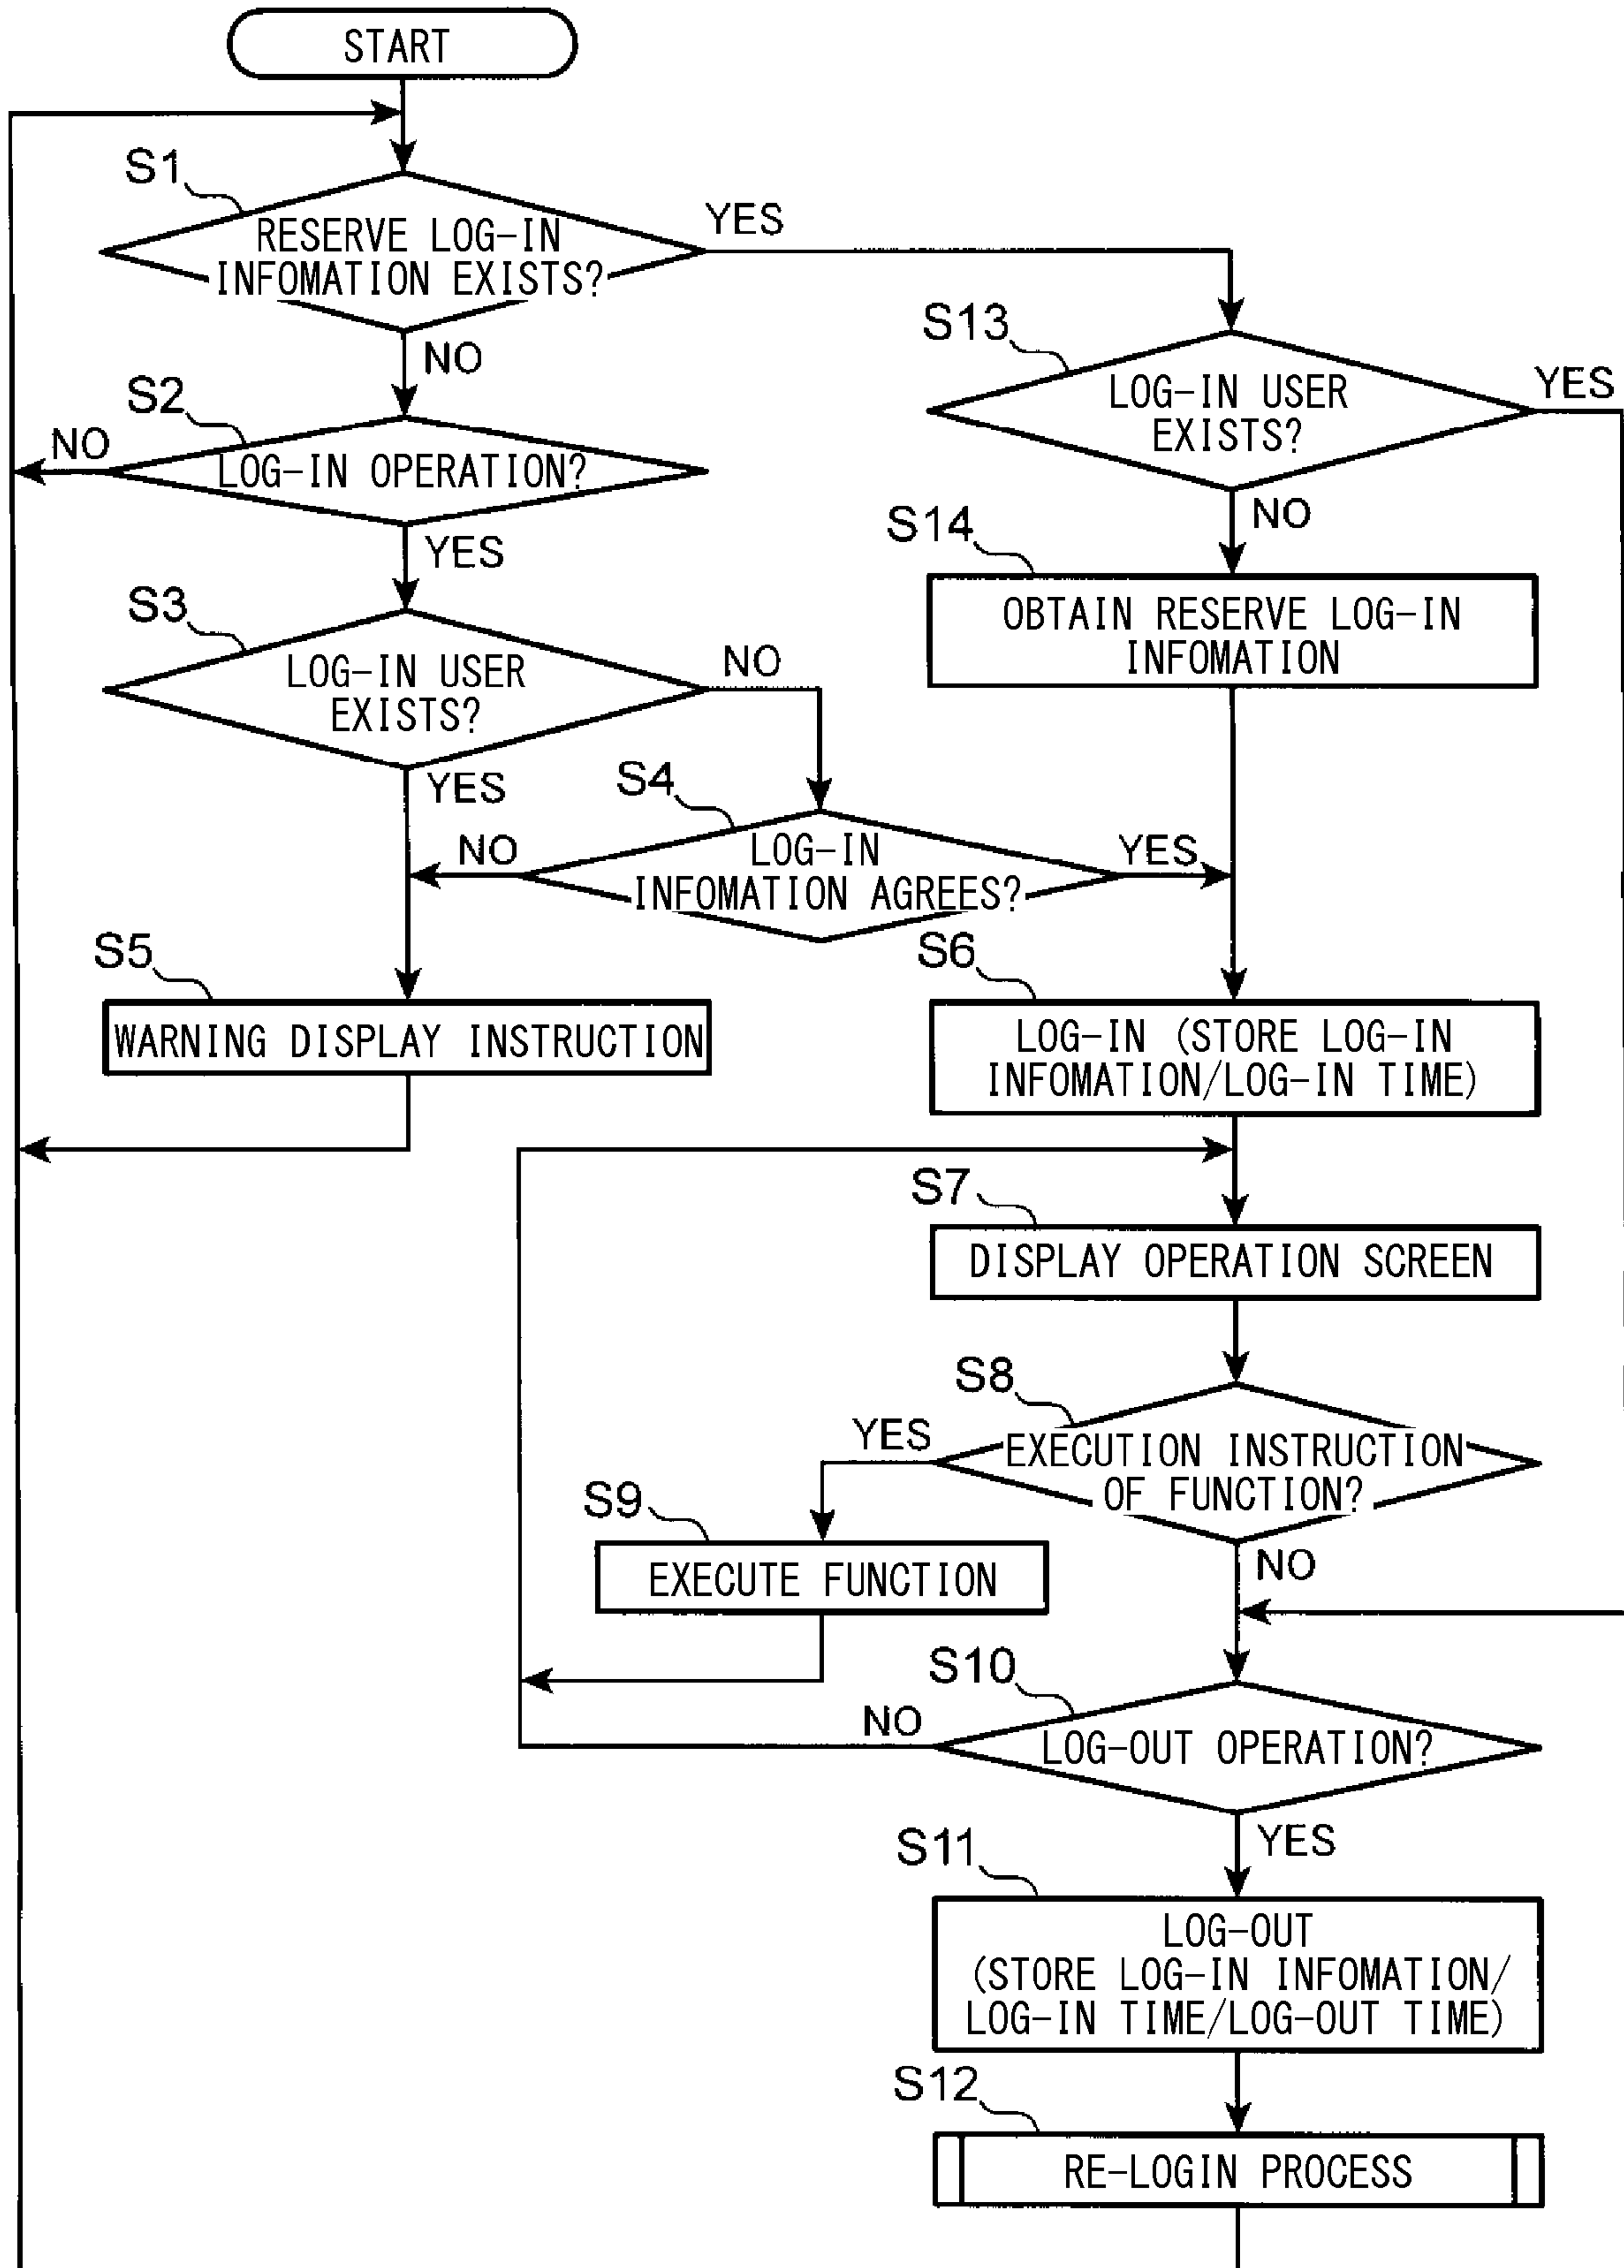 START
S1
RESERVE LOG-IN
INFOMATION EXISTS?
YES
NO
S13
LOG-IN USER
EXISTS?
YES
NO
S2
LOG-IN OPERATION?
NO
YES
S14
OBTAIN RESERVE LOG-IN
INFOMATION
S3
LOG-IN USER
EXISTS?
NO
YES
S4
LOG-IN
INFOMATION AGREES?
NO
YES
S5
WARNING DISPLAY INSTRUCTION
S6
LOG-IN (STORE LOG-IN
INFOMATION/LOG-IN TIME)
S7
DISPLAY OPERATION SCREEN
S8
EXECUTION INSTRUCTION
OF FUNCTION?
YES
NO
S9
EXECUTE FUNCTION
S10
LOG-OUT OPERATION?
NO
YES
S11
LOG-OUT
(STORE LOG-IN INFOMATION/
LOG-IN TIME/LOG-OUT TIME)
S12
RE-LOGIN PROCESS